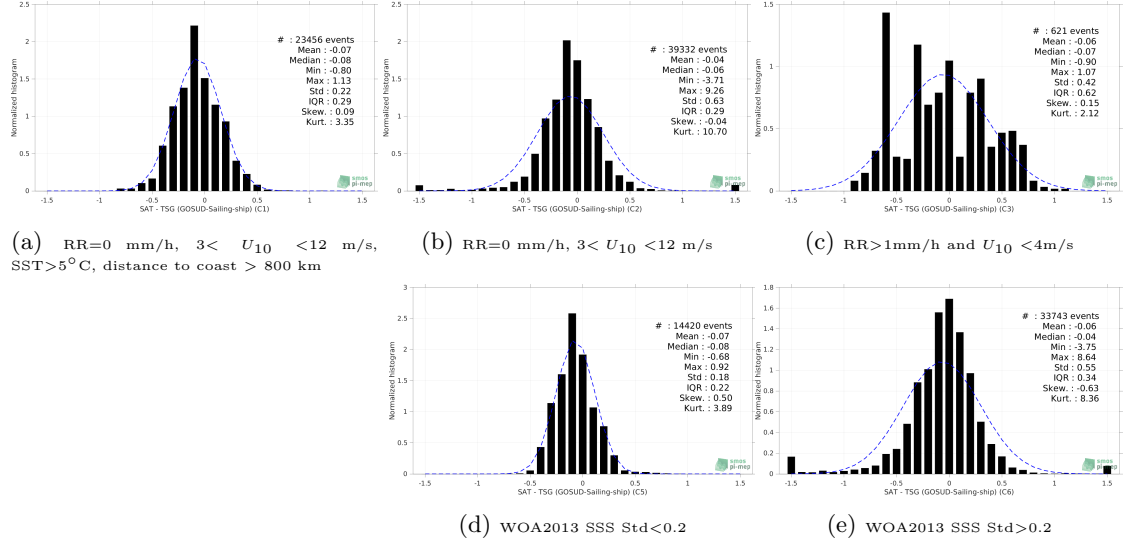 2.5
2
1.5
1
0.5
0
Normalized histogram
# : 23456 events
Mean : -0.07
Median : -0.08
Min : -0.80
Max : 1.13
Std : 0.22
IQR : 0.29
Skew. : 0.09
Kurt. : 3.35
smos
pi-mep
-1.5 -1 -0.5 0 0.5 1 1.5
SAT - TSG (GOSUD-Sailing-ship) (C1)
(a) RR=0 mm/h, 3< U10 <12 m/s,
SST>5°C, distance to coast > 800 km
2.5
2
1.5
1
0.5
0
Normalized histogram
# : 39332 events
Mean : -0.04
Median : -0.06
Min : -3.71
Max : 9.26
Std : 0.63
IQR : 0.29
Skew. : -0.04
Kurt. : 10.70
smos
pi-mep
-1.5 -1 -0.5 0 0.5 1 1.5
SAT - TSG (GOSUD-Sailing-ship) (C2)
(b) RR=0 mm/h, 3< U10 <12 m/s
1.5
1
0.5
0
Normalized histogram
# : 621 events
Mean : -0.06
Median : -0.07
Min : -0.90
Max : 1.07
Std : 0.42
IQR : 0.62
Skew. : 0.15
Kurt. : 2.12
smos
pi-mep
-1.5 -1 -0.5 0 0.5 1 1.5
SAT - TSG (GOSUD-Sailing-ship) (C3)
(c) RR>1mm/h and U10 <4m/s
3
2.5
2
1.5
1
0.5
0
Normalized histogram
# : 14420 events
Mean : -0.07
Median : -0.08
Min : -0.68
Max : 0.92
Std : 0.18
IQR : 0.22
Skew. : 0.50
Kurt. : 3.89
smos
pi-mep
-1.5 -1 -0.5 0 0.5 1 1.5
SAT - TSG (GOSUD-Sailing-ship) (C5)
(d) WOA2013 SSS Std<0.2
1.8
1.6
1.4
1.2
1
0.8
0.6
0.4
0.2
0
Normalized histogram
# : 33743 events
Mean : -0.06
Median : -0.04
Min : -3.75
Max : 8.64
Std : 0.55
IQR : 0.34
Skew. : -0.63
Kurt. : 8.36
smos
pi-mep
-1.5 -1 -0.5 0 0.5 1 1.5
SAT - TSG (GOSUD-Sailing-ship) (C6)
(e) WOA2013 SSS Std>0.2